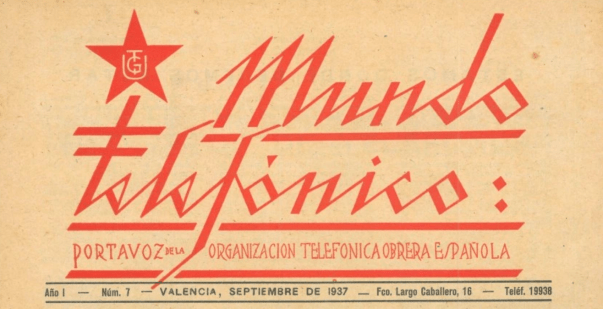 UGT
Mundo
Telefónico:
PORTAVOZ DE LA ORGANIZACION TELEFONICA OBRERA ESPAÑOLA
Año I — Núm. 7 — VALENCIA, SEPTIEMBRE DE 1937 — Fco. Largo Caballero, 16 — Teléf. 19938